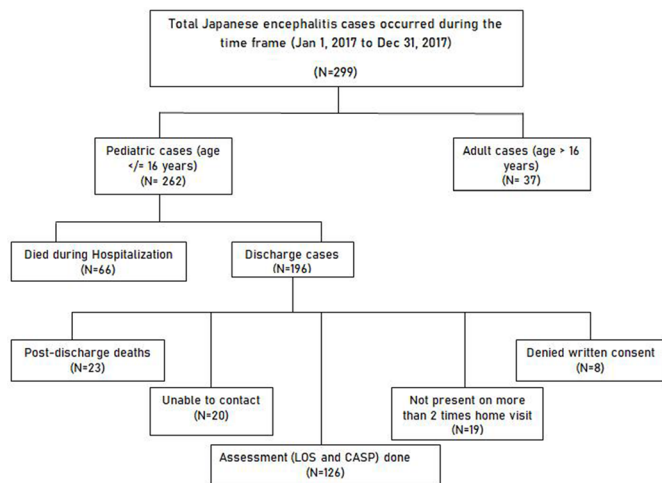 Total Japanese encephalitis cases occurred during the
time frame (Jan 1, 2017 to Dec 31, 2017)
(N=299)
Pediatric cases (age
</= 16 years)
(N= 262)
Adult cases (age > 16
years)
(N= 37)
Died during Hospitalization
(N=66)
Discharge cases
(N=196)
Post-discharge deaths
(N=23)
Denied written consent
(N=8)
Unable to contact
(N=20)
Not present on more
than 2 times home visit
(N=19)
Assessment (LOS and CASP) done
(N=126)